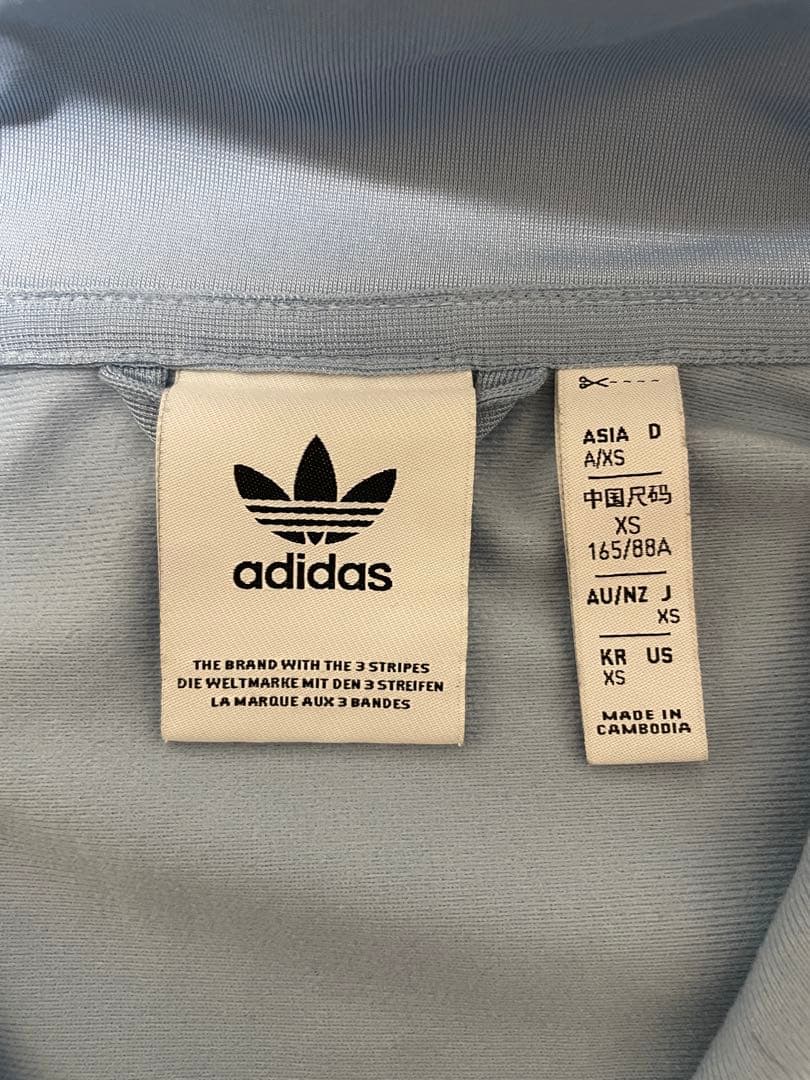 adidas
THE BRAND WITH THE 3 STRIPES
DIE WELTMARKE MIT DEN 3 STREIFEN
LA MARQUE AUX 3 BANDES
ASIA D
A/XS
中国尺码
XS
165/88A
AU/NZ J
XS
KR US
XS
MADE IN
CAMBODIA